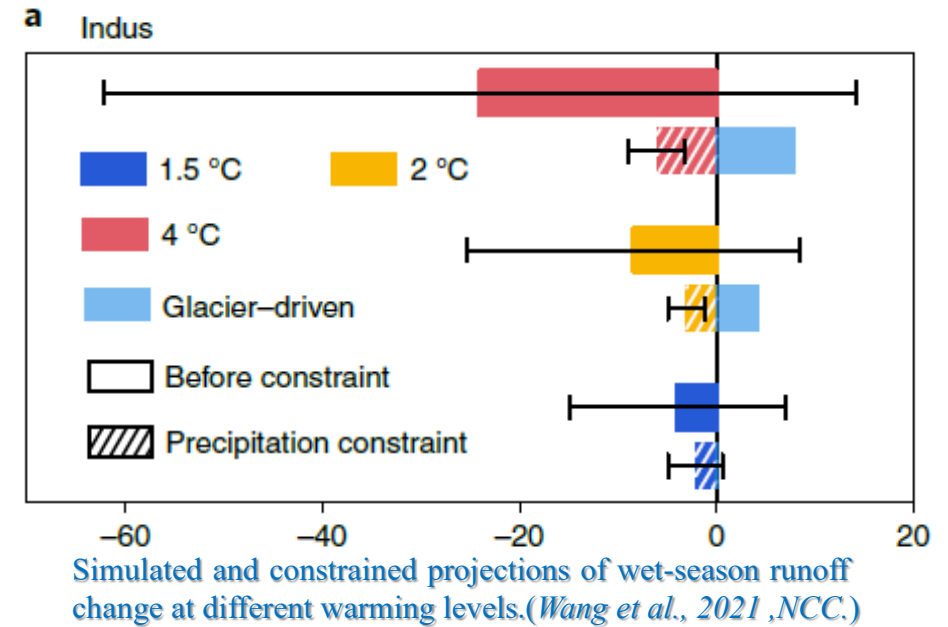 a Indus
1.5 °C 2 °C
4 °C
Glacier–driven
Before constraint
Precipitation constraint
–60 –40 –20 0 20
Simulated and constrained projections of wet-season runoff
change at different warming levels.(Wang et al., 2021 ,NCC.)